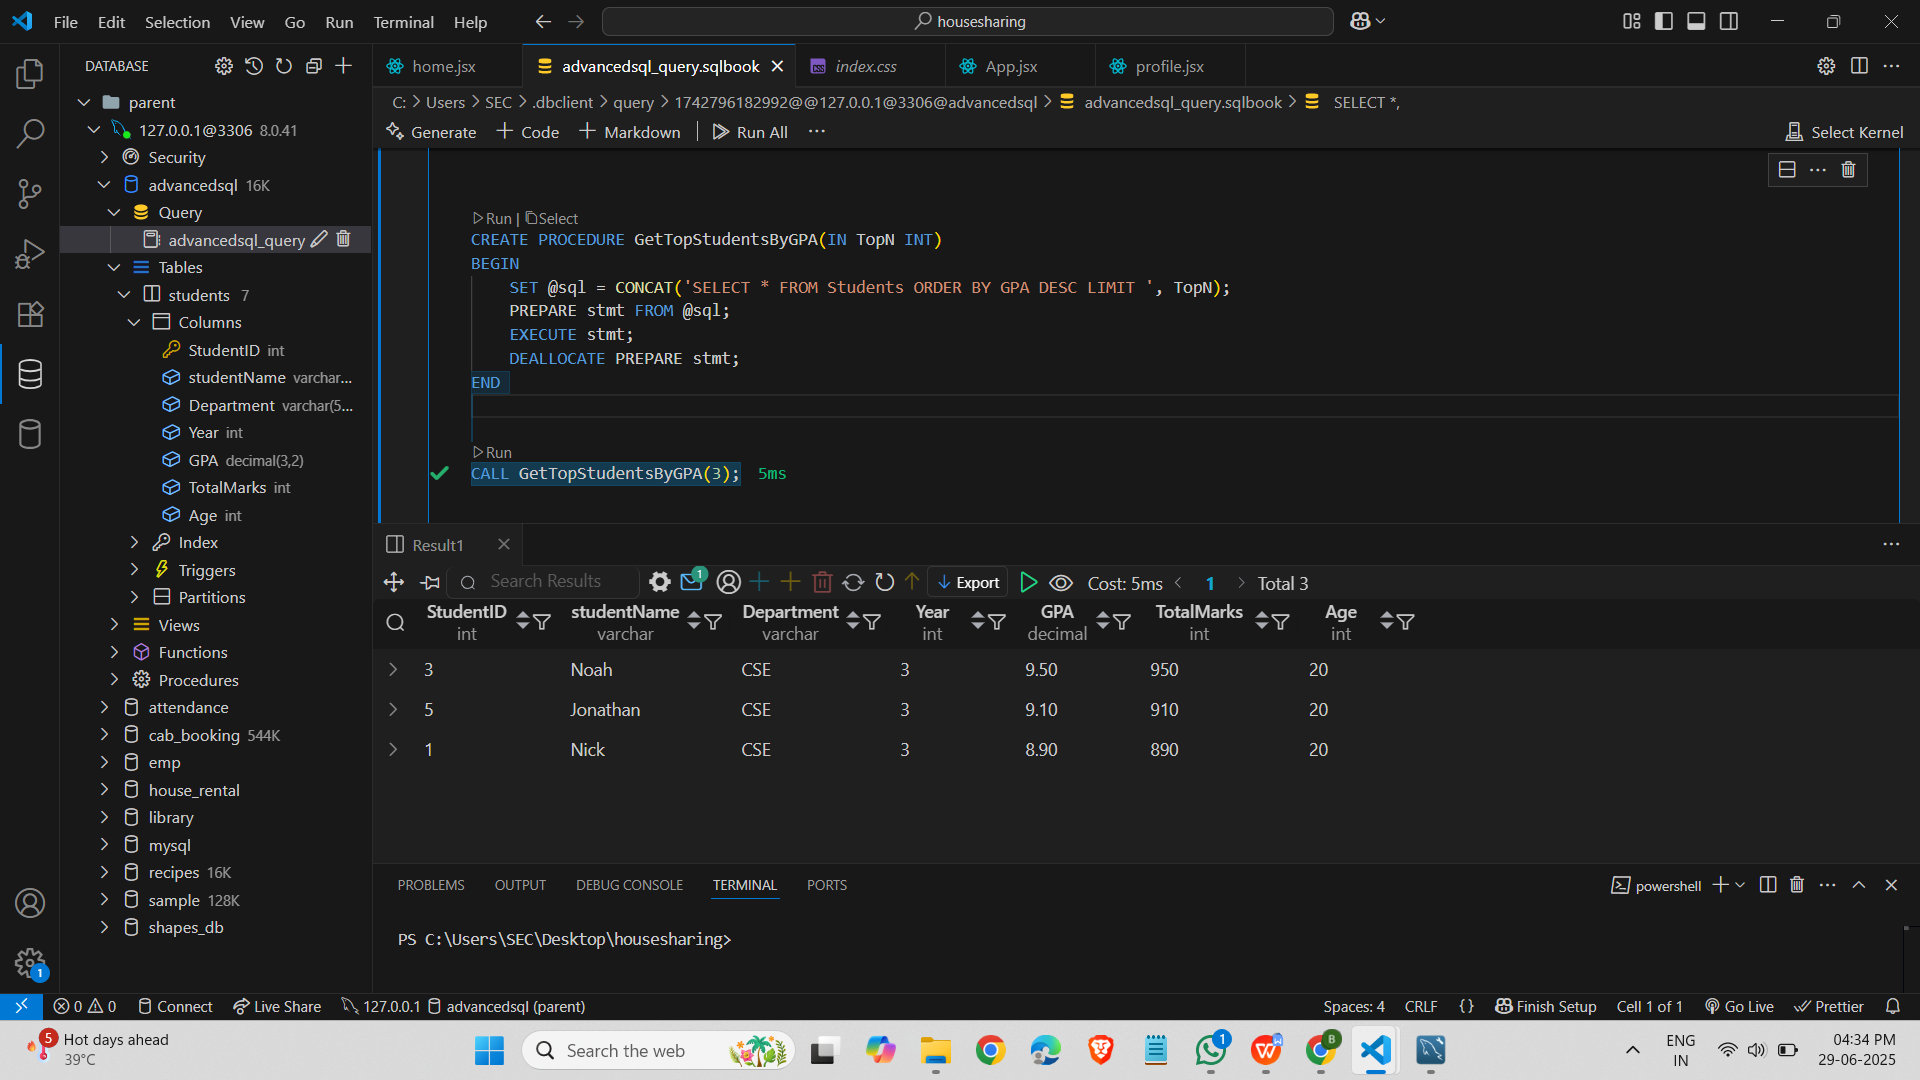 File Edit Selection View Go Run Terminal Help
housesharing
DATABASE
home.jsx
advancedsql_query.sqlbook
index.css
App.jsx
profile.jsx
C: > Users > SEC > .dbclient > query > 1742796182992@@127.0.0.1@3306@advancedsql > advancedsql_query.sqlbook > SELECT *,
Generate + Code + Markdown | Run All ...
Select Kernel
parent
127.0.0.1@3306 8.0.41
Security
advancedsql 16K
Query
advancedsql_query
Tables
students 7
Columns
StudentID int
studentName varchar...
Department varchar(5...
Year int
GPA decimal(3,2)
TotalMarks int
Age int
Index
Triggers
Partitions
Views
Functions
Procedures
attendance
cab_booking 544K
emp
house_rental
library
mysql
recipes 16K
sample 128K
shapes_db
1
Run | Select
CREATE PROCEDURE GetTopStudentsByGPA(IN TopN INT)
BEGIN
SET @sql = CONCAT('SELECT * FROM Students ORDER BY GPA DESC LIMIT ', TopN);
PREPARE stmt FROM @sql;
EXECUTE stmt;
DEALLOCATE PREPARE stmt;
END
Run
CALL GetTopStudentsByGPA(3); 5ms
Result1
Search Results 1 Export Cost: 5ms < 1 > Total 3
StudentID studentName Department Year GPA TotalMarks Age
int varchar varchar int decimal int int
3 Noah CSE 3 9.50 950 20
5 Jonathan CSE 3 9.10 910 20
1 Nick CSE 3 8.90 890 20
PROBLEMS OUTPUT DEBUG CONSOLE TERMINAL PORTS
powershell
PS C:\Users\SEC\Desktop\housesharing>
0 0 Connect Live Share 127.0.0.1 advancedsql (parent)
Spaces: 4 CRLF {} Finish Setup Cell 1 of 1 Go Live Prettier
5
Hot days ahead
39°C
Search the web
1
B
ENG
IN
04:34 PM
29-06-2025